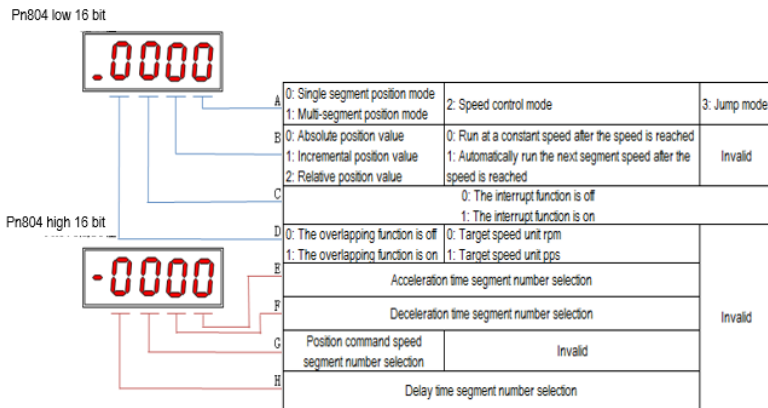 Pn804 low 16 bit
.0000
A
0: Single segment position mode
1: Multi-segment position mode
2: Speed control mode
3: Jump mode
B
0: Absolute position value
1: Incremental position value
2: Relative position value
0: Run at a constant speed after the speed is reached
1: Automatically run the next segment speed after the
speed is reached
Invalid
C
0: The interrupt function is off
1: The interrupt function is on
Pn804 high 16 bit
-0000
D
0: The overlapping function is off
1: The overlapping function is on
0: Target speed unit rpm
1: Target speed unit pps
E
Acceleration time segment number selection
F
Deceleration time segment number selection
Invalid
G
Position command speed
segment number selection
Invalid
H
Delay time segment number selection